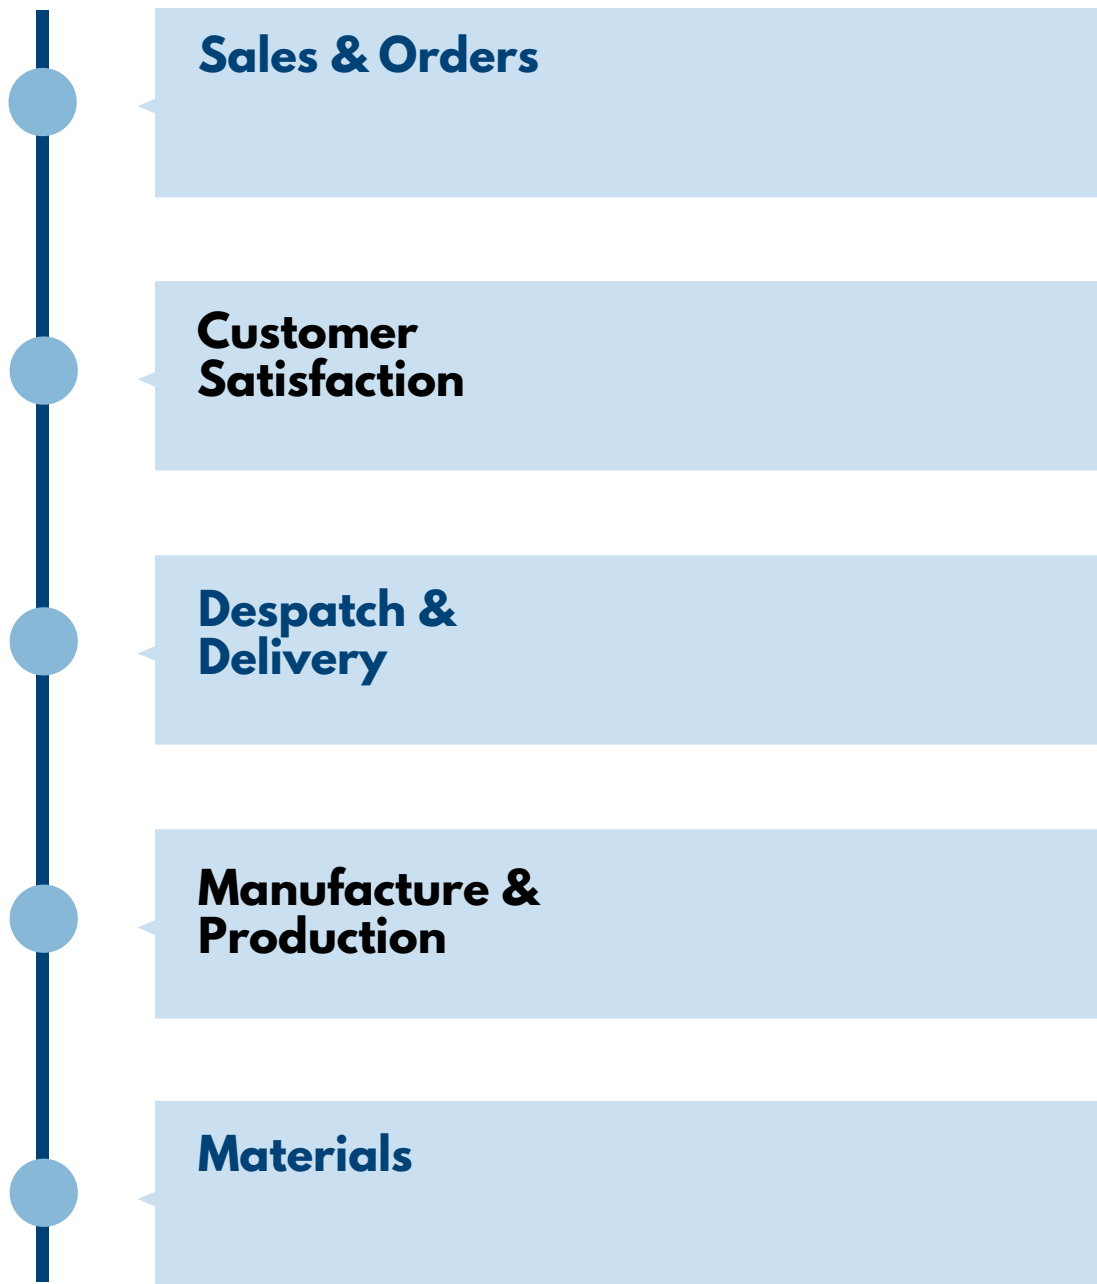 Sales & Orders
Customer
Satisfaction
Despatch &
Delivery
Manufacture &
Production
Materials